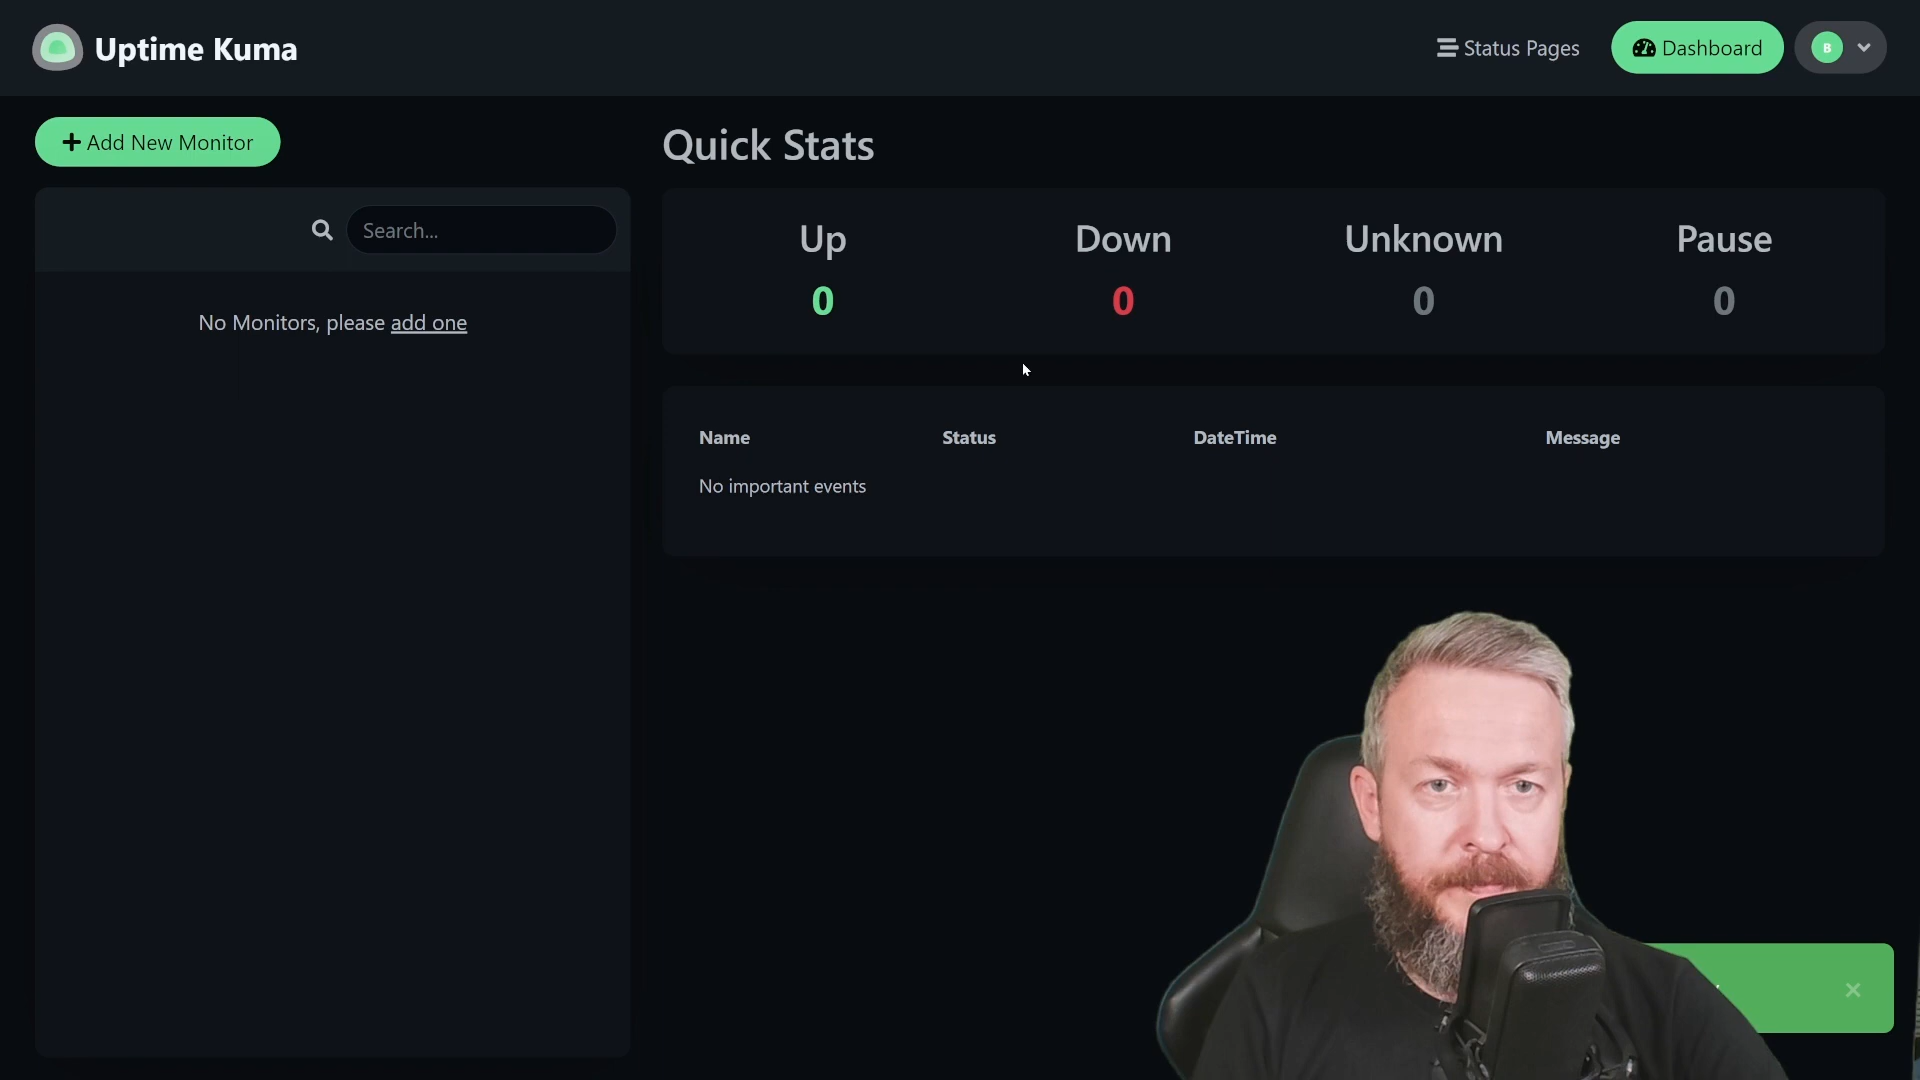 Uptime Kuma
Status Pages
Dashboard
B
Add New Monitor
Quick Stats
Search...
Up
Down
Unknown
Pause
0
0
0
0
No Monitors, please add one
Name
Status
DateTime
Message
No important events